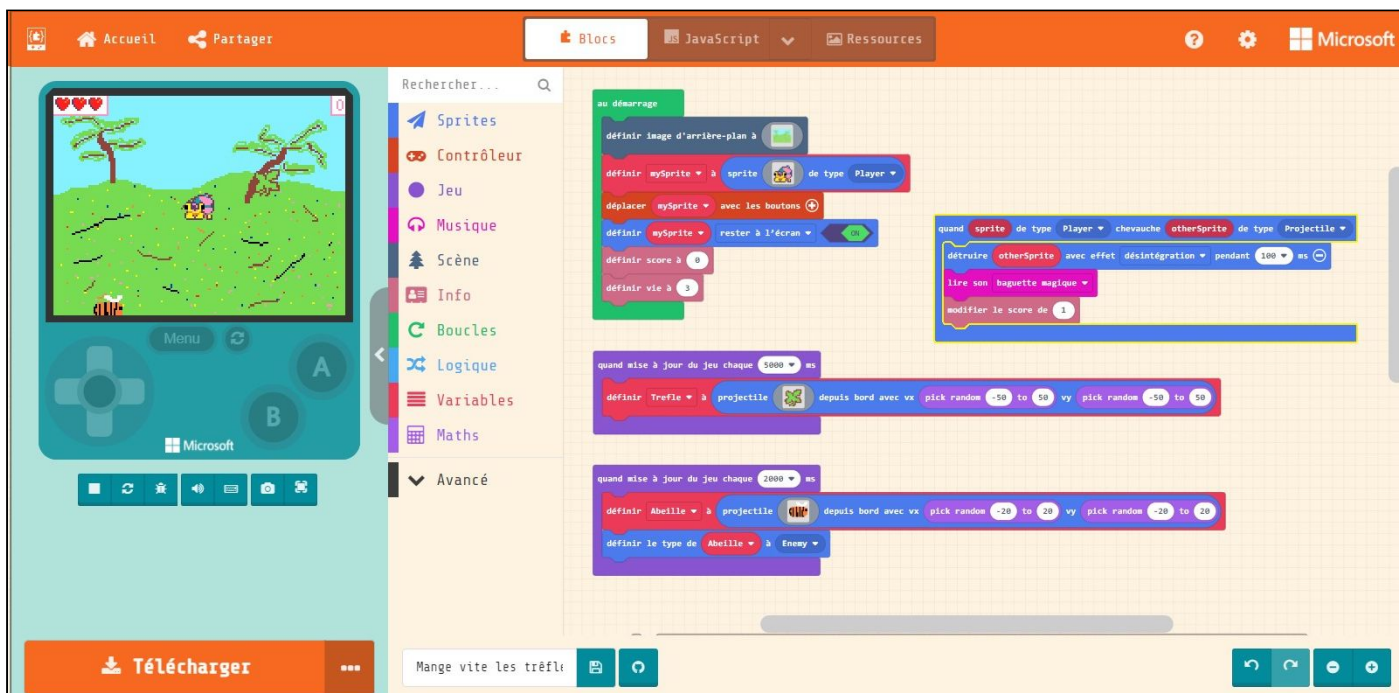 Accueil
Partager
Blocs
JS JavaScript
Ressources
?
Microsoft
0
Menu
A
B
Microsoft
Télécharger
Rechercher...
Sprites
Contrôleur
Jeu
Musique
Scène
Info
Boucles
Logique
Variables
Maths
Avancé
au démarrage
définir image d'arrière-plan à
définir mySprite à sprite de type Player
déplacer mySprite avec les boutons
définir mySprite rester à l'écran ON
définir score à 0
définir vie à 3
quand sprite de type Player chevauche otherSprite de type Projectile
détruire otherSprite avec effet désintégration pendant 100 ms
lire son baguette magique
modifier le score de 1
quand mise à jour du jeu chaque 5000 ms
définir Trefle à projectile depuis bord avec vx pick random -50 to 50 vy pick random -50 to 50
quand mise à jour du jeu chaque 2000 ms
définir Abeille à projectile depuis bord avec vx pick random -20 to 20 vy pick random -20 to 20
définir le type de Abeille à Enemy
Mange vite les trêfle